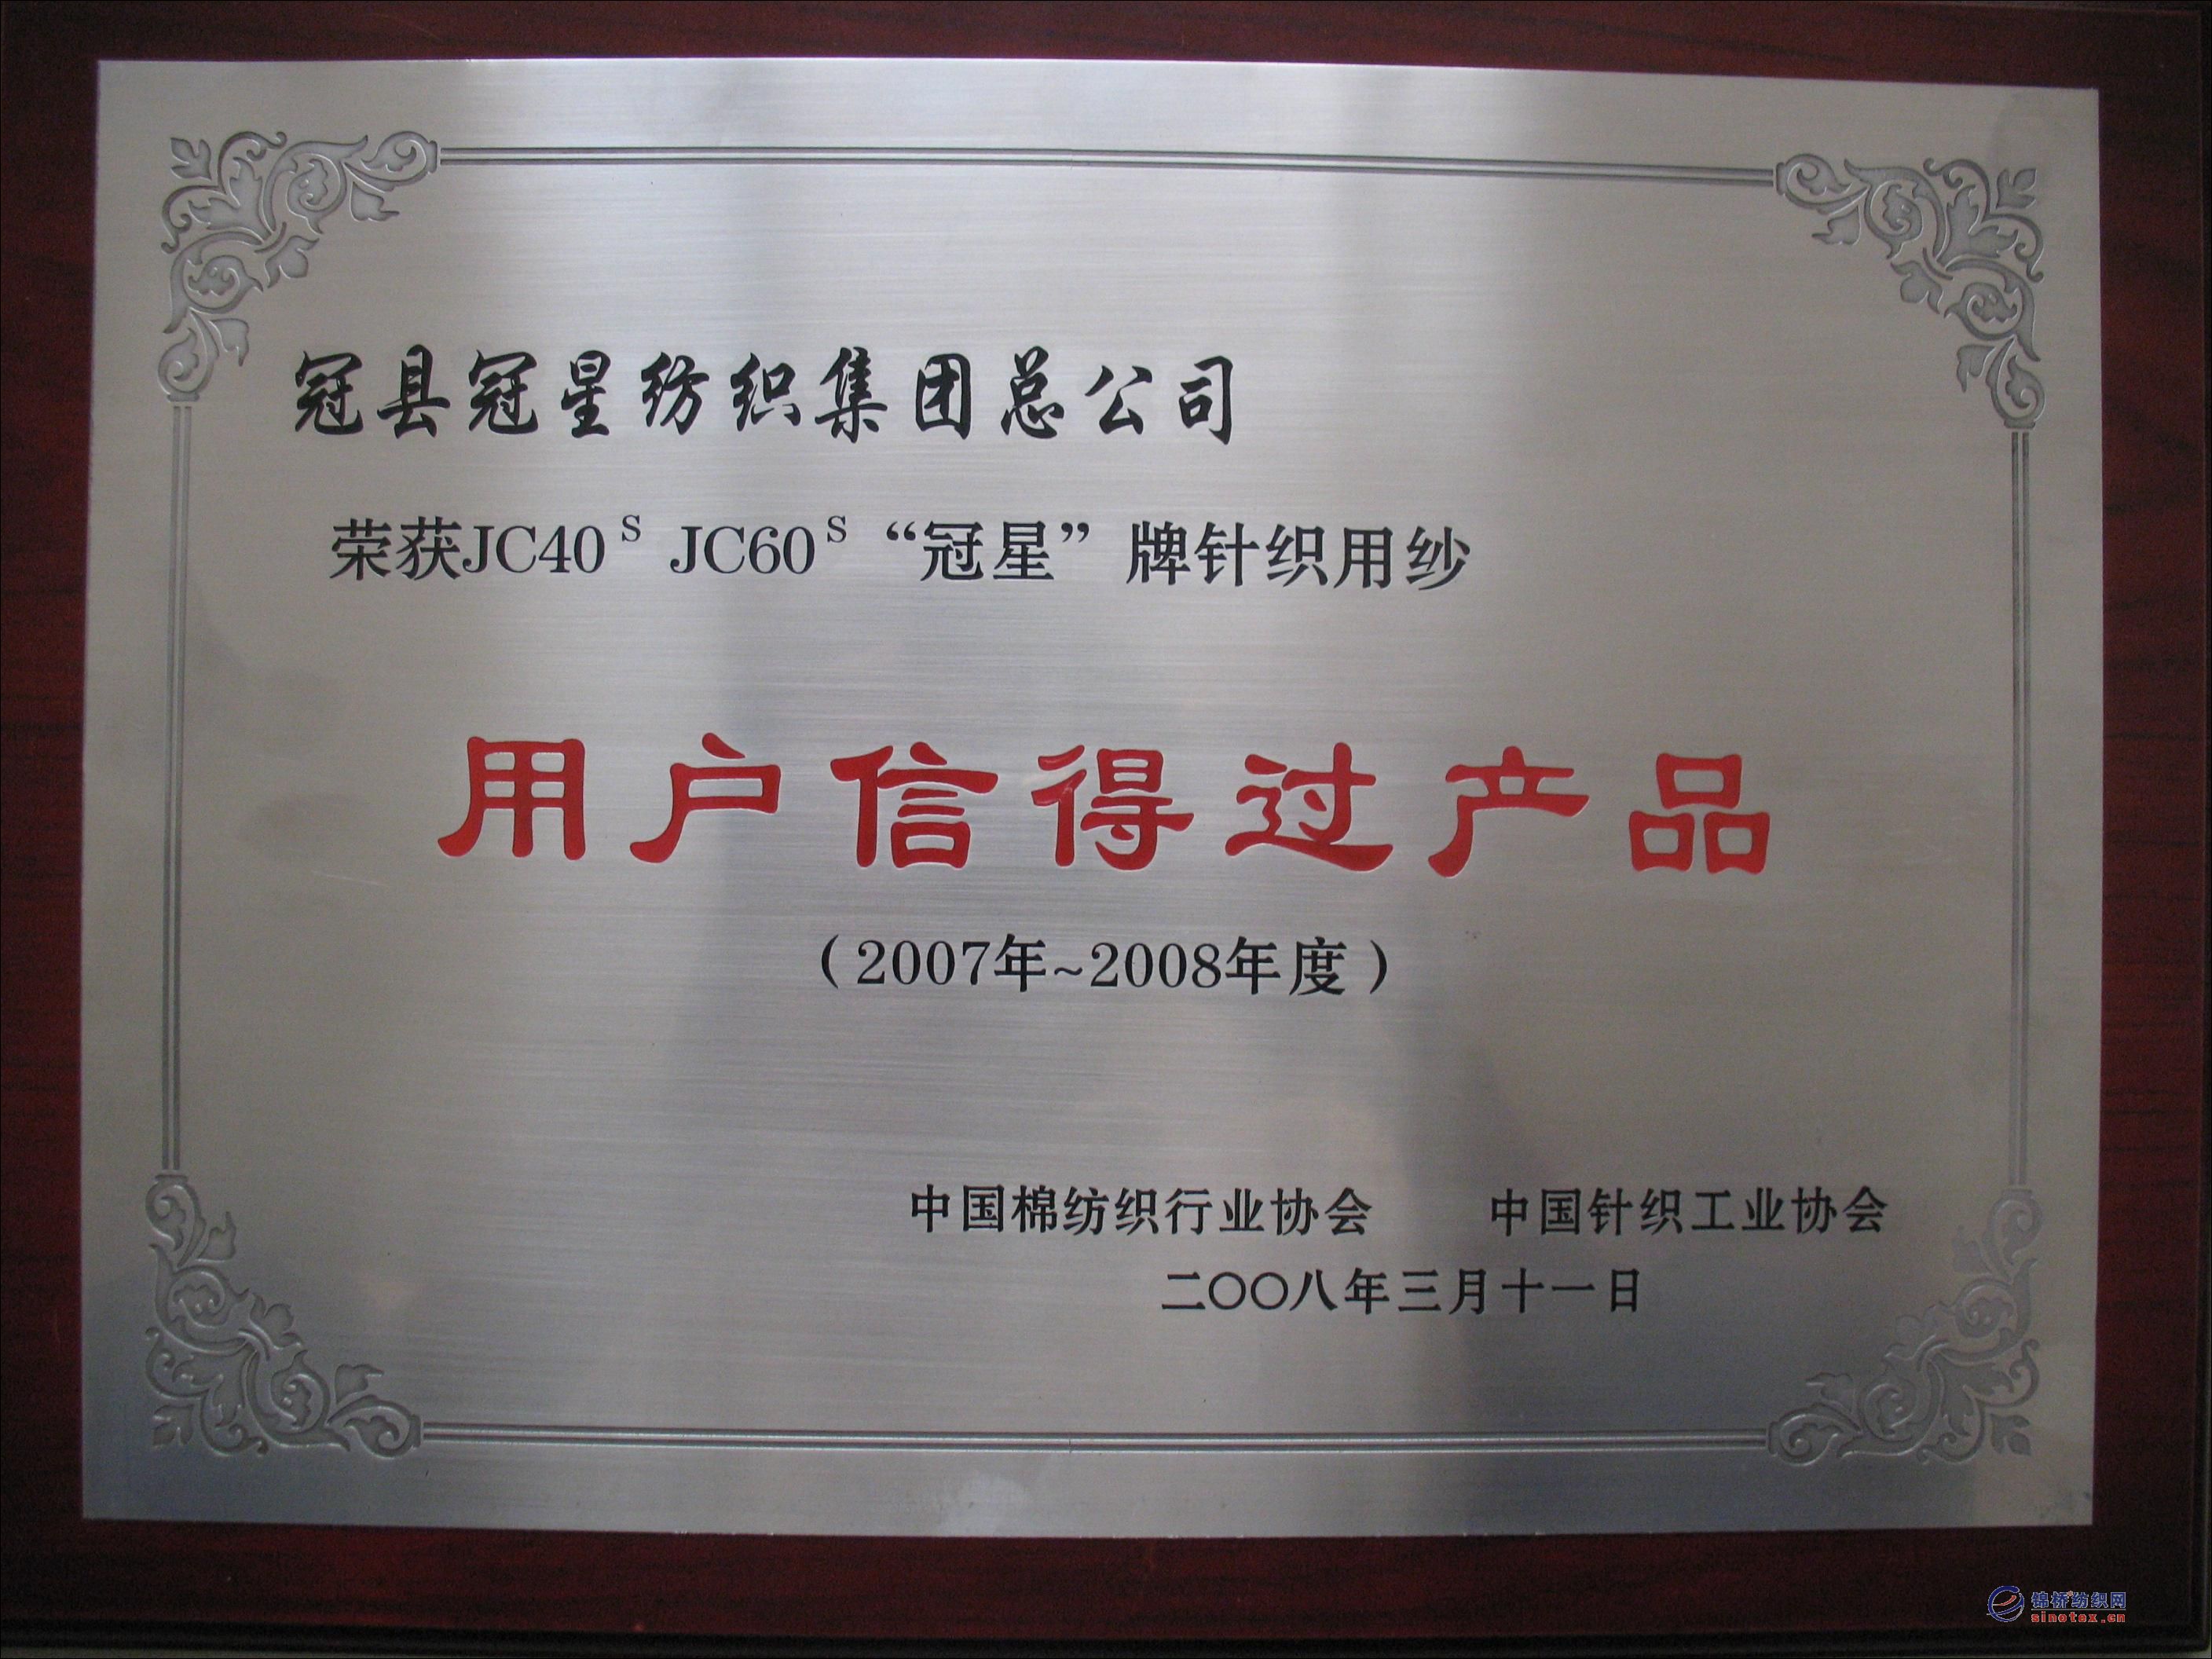 冠县冠星纺织集团总公司
荣获JC40ˢ JC60ˢ “冠星”牌针织用纱
用户信得过产品
（2007年~2008年度）
中国棉纺织行业协会 中国针织工业协会
二〇〇八年三月十一日
锦桥纺织网
sinotex.cn